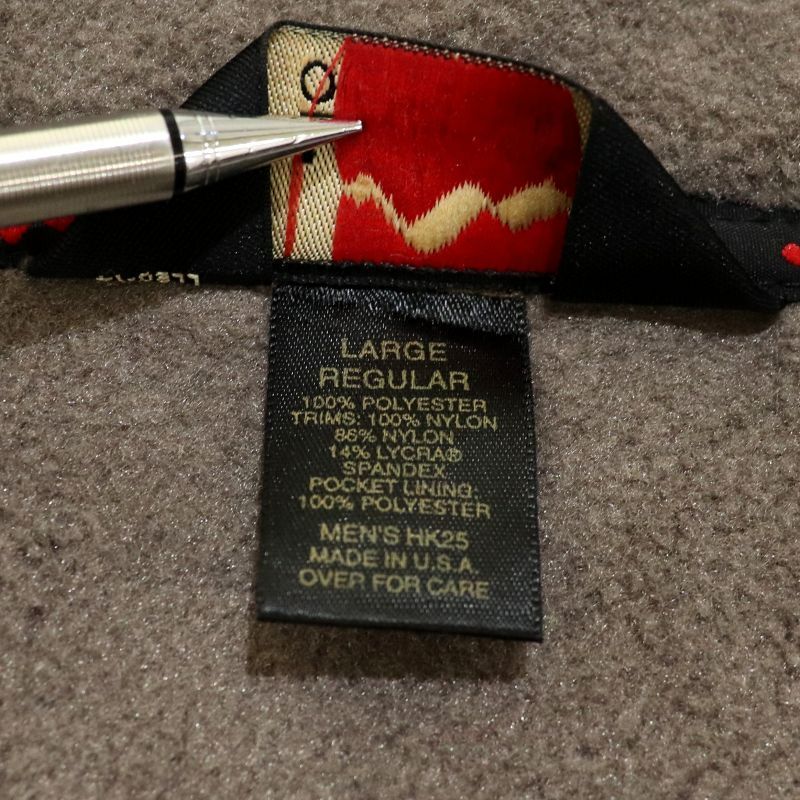 LARGE
REGULAR
100% POLYESTER
TRIMS: 100% NYLON
86% NYLON
14% LYCRA®
SPANDEX.
POCKET LINING:
100% POLYESTER
MEN'S HK25
MADE IN U.S.A.
OVER FOR CARE